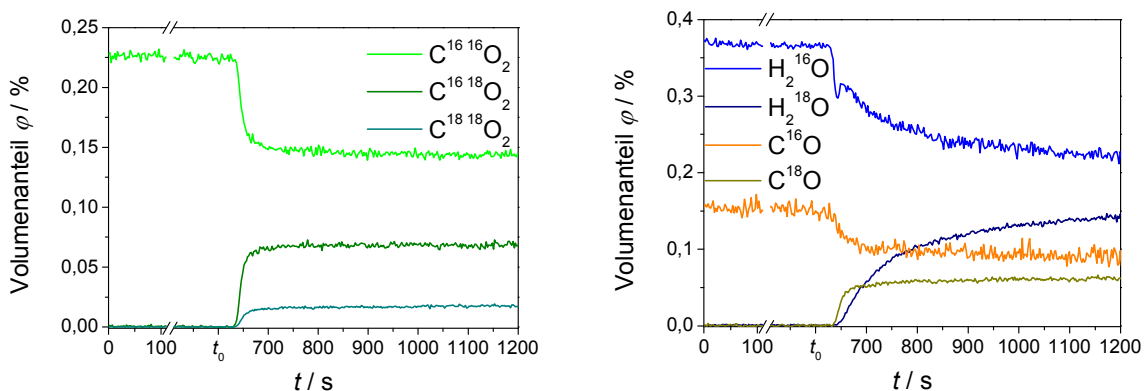 Volumenanteil φ / %
0,25
0,20
0,15
0,10
0,05
0,00
C¹⁶ ¹⁶O₂
C¹⁶ ¹⁸O₂
C¹⁸ ¹⁸O₂
0 100 t₀ 700 800 900 1000 1100 1200
t / s
Volumenanteil φ / %
0,4
0,3
0,2
0,1
0,0
H₂¹⁶O
H₂¹⁸O
C¹⁶O
C¹⁸O
0 100 t₀ 700 800 900 1000 1100 1200
t / s